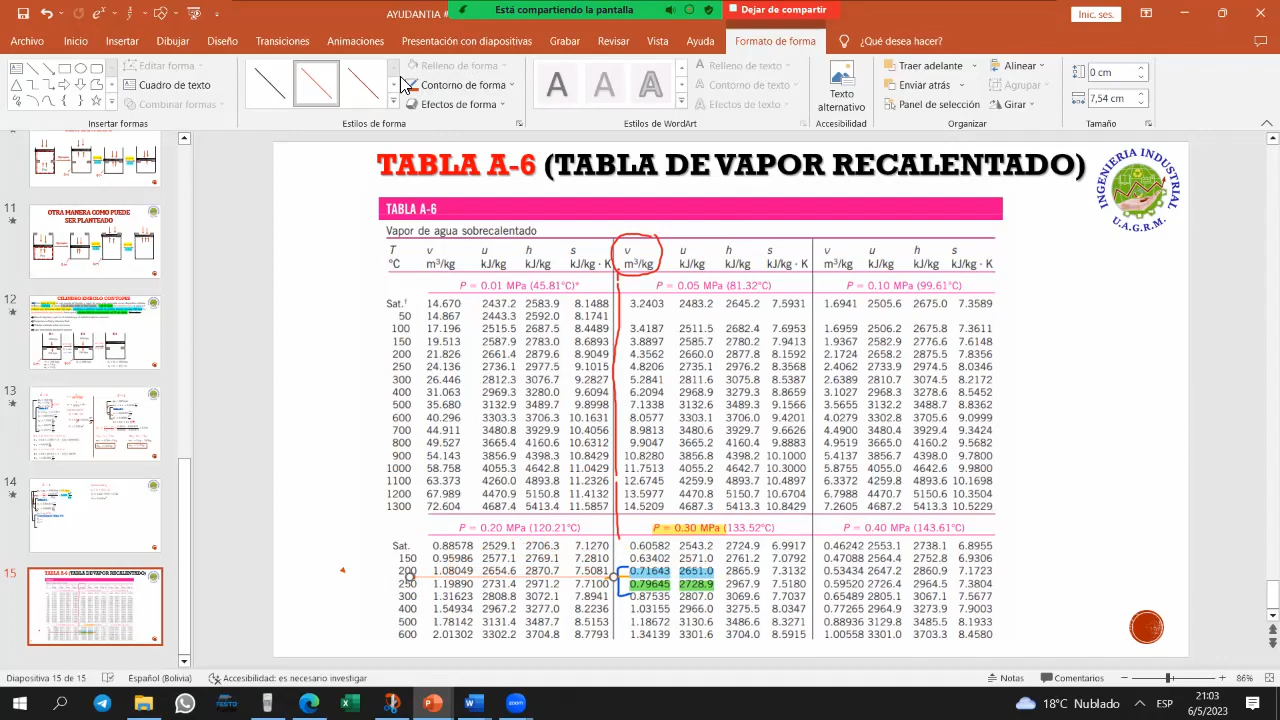 AYUDANTIA #
Está compartiendo la pantalla
Dejar de compartir
Inic. ses.
Archivo Inicio Insertar Dibujar Diseño Transiciones Animaciones Presentación con diapositivas Grabar Revisar Vista Ayuda Formato de forma ¿Qué desea hacer?
Editar forma
Cuadro de texto
Combinar formas
Insertar formas
Relleno de forma
Contorno de forma
Efectos de forma
Estilos de forma
A A A
Relleno de texto
Contorno de texto
Efectos de texto
Estilos de WordArt
Texto alternativo
Accesibilidad
Traer adelante
Enviar atrás
Panel de selección
Alinear
Agrupar
Girar
Organizar
0 cm
7,54 cm
Tamaño
11
OTRA MANERA COMO PUEDE
SER PLANTEADO
12
CILINDRO EMBOLO CON TOPES
13
14
15
TABLA A-6 (TABLA DE VAPOR RECALENTADO)
TABLA A-6 (TABLA DE VAPOR RECALENTADO)
INGENIERIA INDUSTRIAL
U.A.G.R.M.
TABLA A-6
Vapor de agua sobrecalentado
T v u h s v u h s v u h s
°C m³/kg kJ/kg kJ/kg kJ/kg · K m³/kg kJ/kg kJ/kg kJ/kg · K m³/kg kJ/kg kJ/kg kJ/kg · K
P = 0.01 MPa (45.81°C)* P = 0.05 MPa (81.32°C) P = 0.10 MPa (99.61°C)
Sat.† 14.670 2437.2 2583.9 8.1488 3.2403 2483.2 2645.2 7.5931 1.6941 2505.6 2675.0 7.3589
50 14.867 2443.3 2592.0 8.1741
100 17.196 2515.5 2687.5 8.4489 3.4187 2511.5 2682.4 7.6953 1.6959 2506.2 2675.8 7.3611
150 19.513 2587.9 2783.0 8.6893 3.8897 2585.7 2780.2 7.9413 1.9367 2582.9 2776.6 7.6148
200 21.826 2661.4 2879.6 8.9049 4.3562 2660.0 2877.8 8.1592 2.1724 2658.2 2875.5 7.8356
250 24.136 2736.1 2977.5 9.1015 4.8206 2735.1 2976.2 8.3568 2.4062 2733.9 2974.5 8.0346
300 26.446 2812.3 3076.7 9.2827 5.2841 2811.6 3075.8 8.5387 2.6389 2810.7 3074.5 8.2172
400 31.063 2969.3 3280.0 9.6094 6.2094 2968.9 3279.3 8.8659 3.1027 2968.3 3278.6 8.5452
500 35.680 3132.9 3489.7 9.8998 7.1338 3132.6 3489.3 9.1566 3.5655 3132.2 3488.7 8.8362
600 40.296 3303.3 3706.3 10.1631 8.0577 3303.1 3706.0 9.4201 4.0279 3302.8 3705.6 9.0999
700 44.911 3480.8 3929.9 10.4056 8.9813 3480.6 3929.7 9.6626 4.4900 3480.4 3929.4 9.3424
800 49.527 3665.4 4160.6 10.6312 9.9047 3665.2 4160.4 9.8883 4.9519 3665.0 4160.2 9.5682
900 54.143 3856.9 4398.3 10.8429 10.8280 3856.8 4398.2 10.1000 5.4137 3856.7 4398.0 9.7800
1000 58.758 4055.3 4642.8 11.0429 11.7513 4055.2 4642.7 10.3000 5.8755 4055.0 4642.6 9.9800
1100 63.373 4260.0 4893.8 11.2326 12.6745 4259.9 4893.7 10.4897 6.3372 4259.8 4893.6 10.1698
1200 67.989 4470.9 5150.8 11.4132 13.5977 4470.8 5150.7 10.6704 6.7988 4470.7 5150.6 10.3504
1300 72.604 4687.4 5413.4 11.5857 14.5209 4687.3 5413.3 10.8429 7.2605 4687.2 5413.3 10.5229
P = 0.20 MPa (120.21°C) P = 0.30 MPa (133.52°C) P = 0.40 MPa (143.61°C)
Sat. 0.88578 2529.1 2706.3 7.1270 0.60582 2543.2 2724.9 6.9917 0.46242 2553.1 2738.1 6.8955
150 0.95986 2577.1 2769.1 7.2810 0.63402 2571.0 2761.2 7.0792 0.47088 2564.4 2752.8 6.9306
200 1.08049 2654.6 2870.7 7.5081 0.71643 2651.0 2865.9 7.3132 0.53434 2647.2 2860.9 7.1723
250 1.19890 2731.4 2971.2 7.7100 0.79645 2728.9 2967.9 7.5180 0.59520 2726.4 2964.5 7.3804
300 1.31623 2808.8 3072.1 7.8941 0.87535 2807.0 3069.6 7.7037 0.65489 2805.1 3067.1 7.5677
400 1.54934 2967.2 3277.0 8.2236 1.03155 2966.0 3275.5 8.0347 0.77265 2964.9 3273.9 7.9003
500 1.78142 3131.4 3487.7 8.5153 1.18672 3130.6 3486.6 8.3271 0.88936 3129.8 3485.5 8.1933
600 2.01302 3302.2 3704.8 8.7793 1.34139 3301.6 3704.0 8.5915 1.00558 3301.0 3703.3 8.4580
Diapositiva 15 de 15 Español (Bolivia) Accesibilidad: es necesario investigar Notas Comentarios 86%
18°C Nublado ESP 21:03
6/5/2023